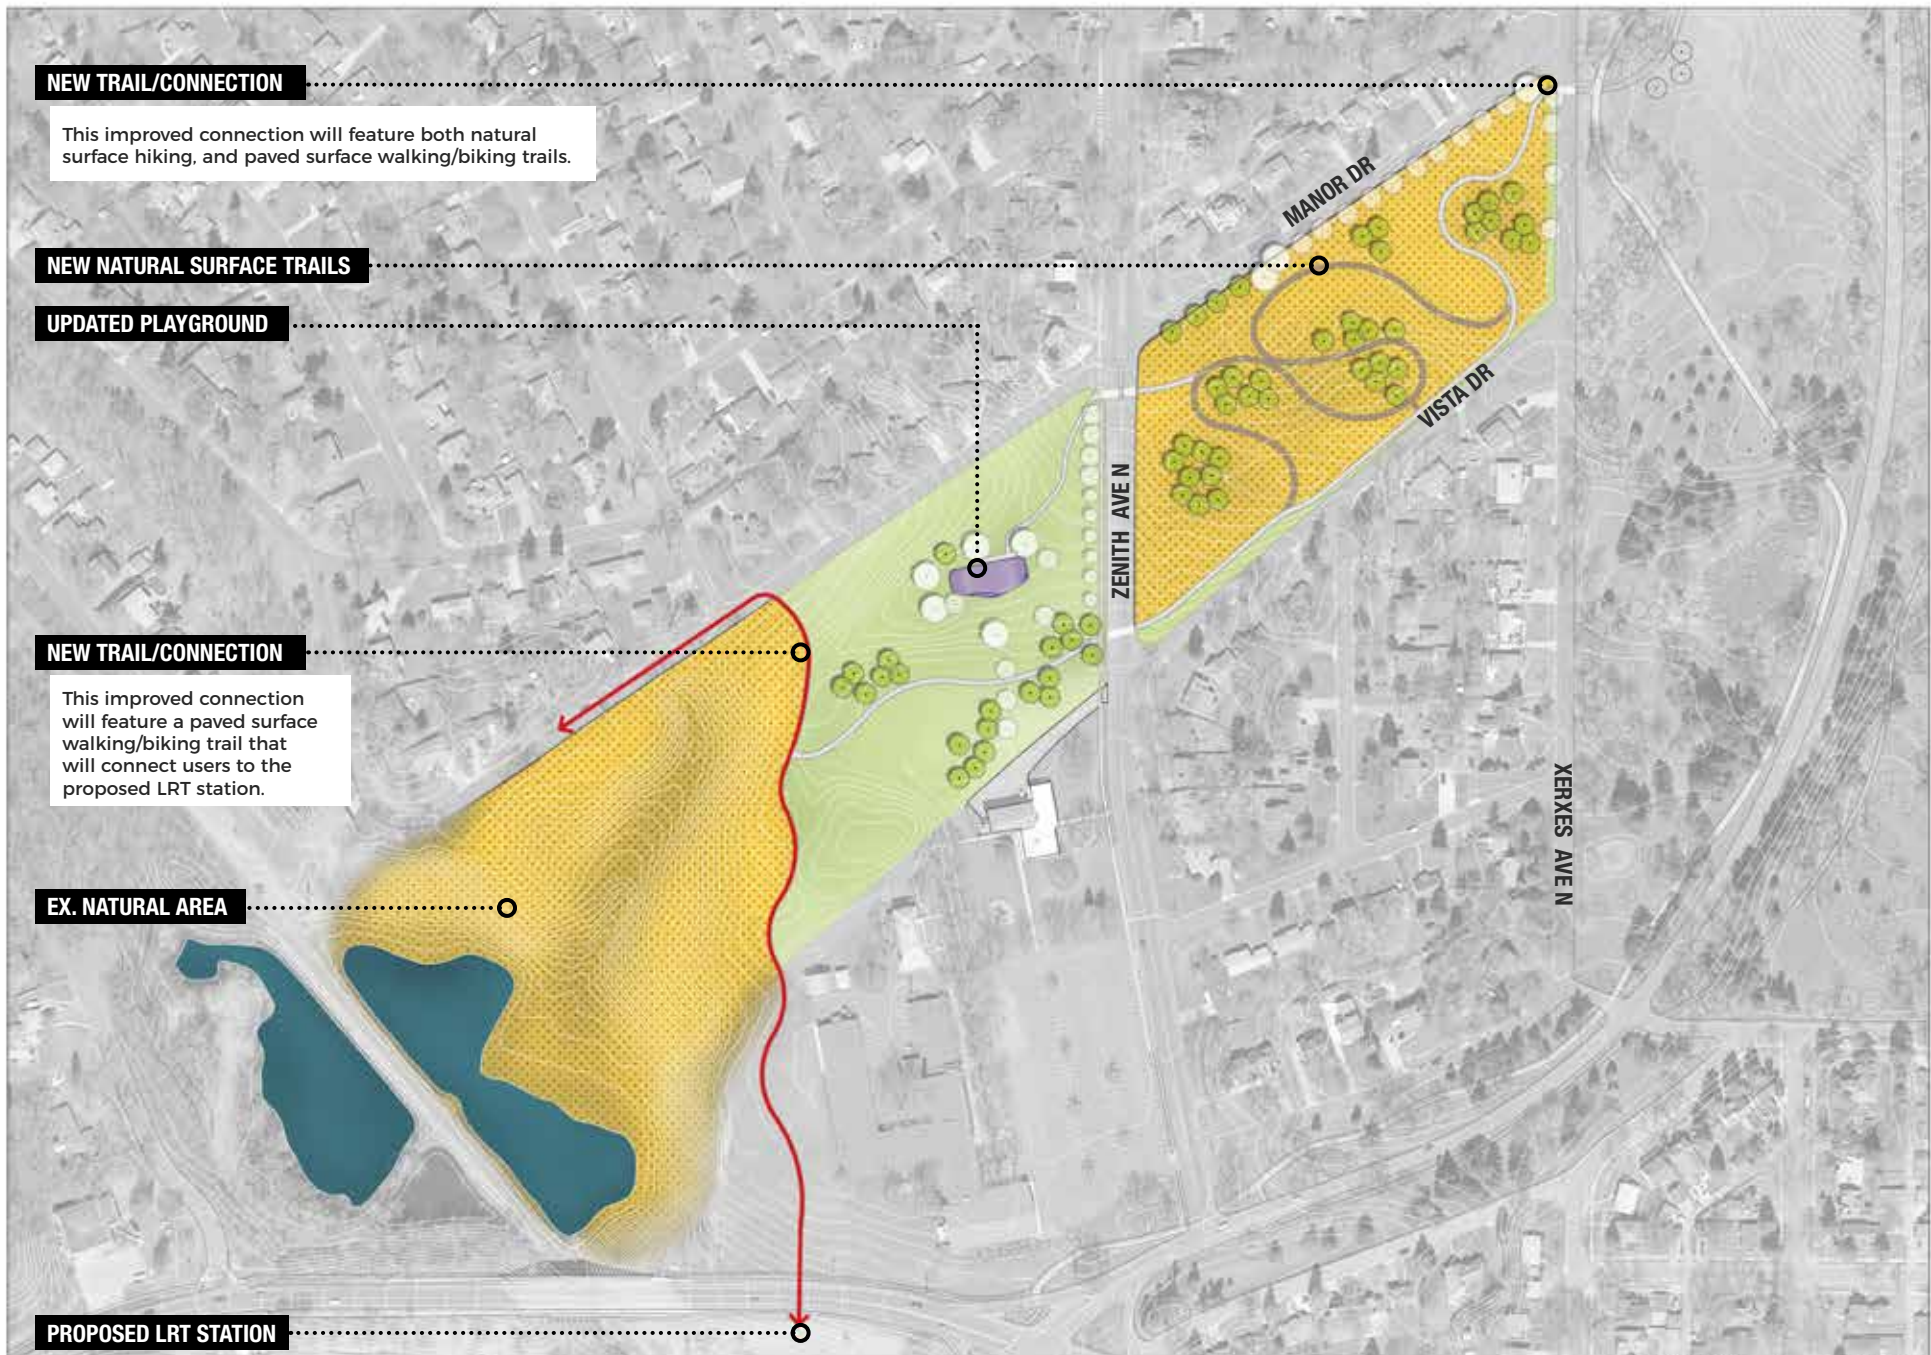 NEW TRAIL/CONNECTION
This improved connection will feature both natural
surface hiking, and paved surface walking/biking trails.
MANOR DR
NEW NATURAL SURFACE TRAILS
UPDATED PLAYGROUND
VISTA DR
ZENITH AVE N
NEW TRAIL/CONNECTION
This improved connection
will feature a paved surface
walking/biking trail that
will connect users to the
proposed LRT station.
XERXES AVE N
EX. NATURAL AREA
PROPOSED LRT STATION